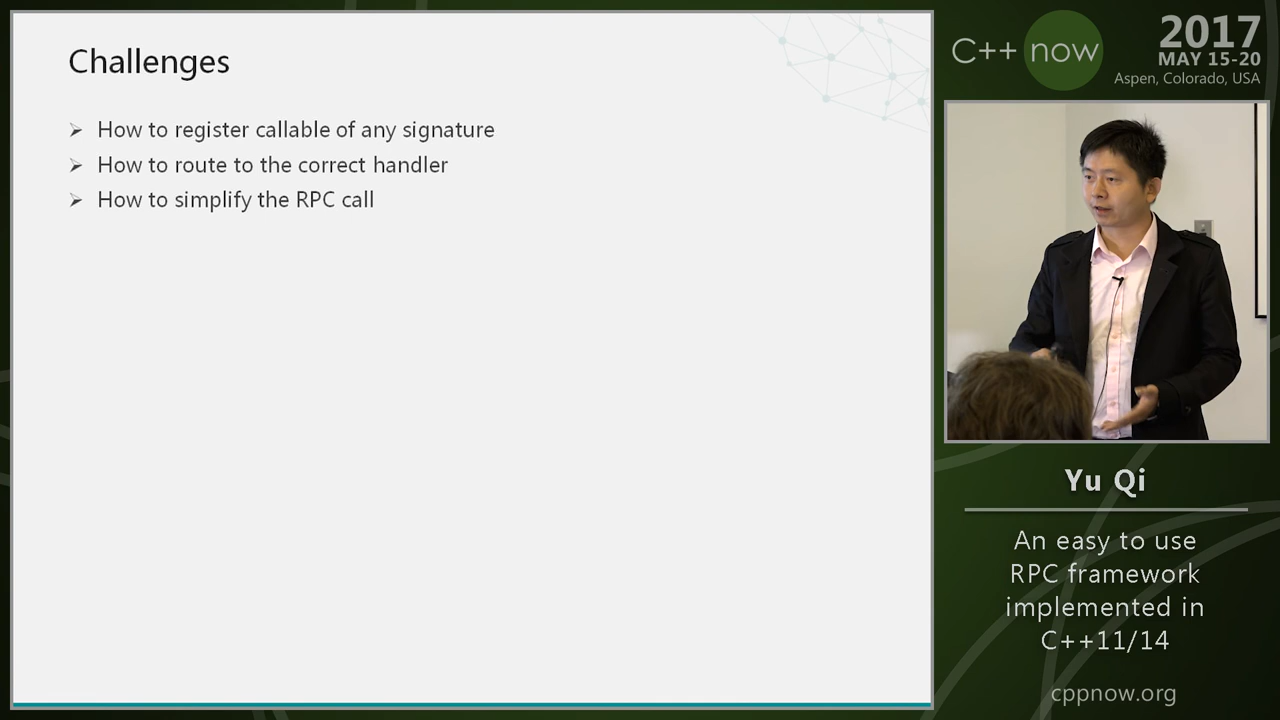 Challenges
How to register callable of any signature
How to route to the correct handler
How to simplify the RPC call
C++ now
2017
MAY 15-20
Aspen, Colorado, USA
Yu Qi
An easy to use
RPC framework
implemented in
C++11/14
cppnow.org